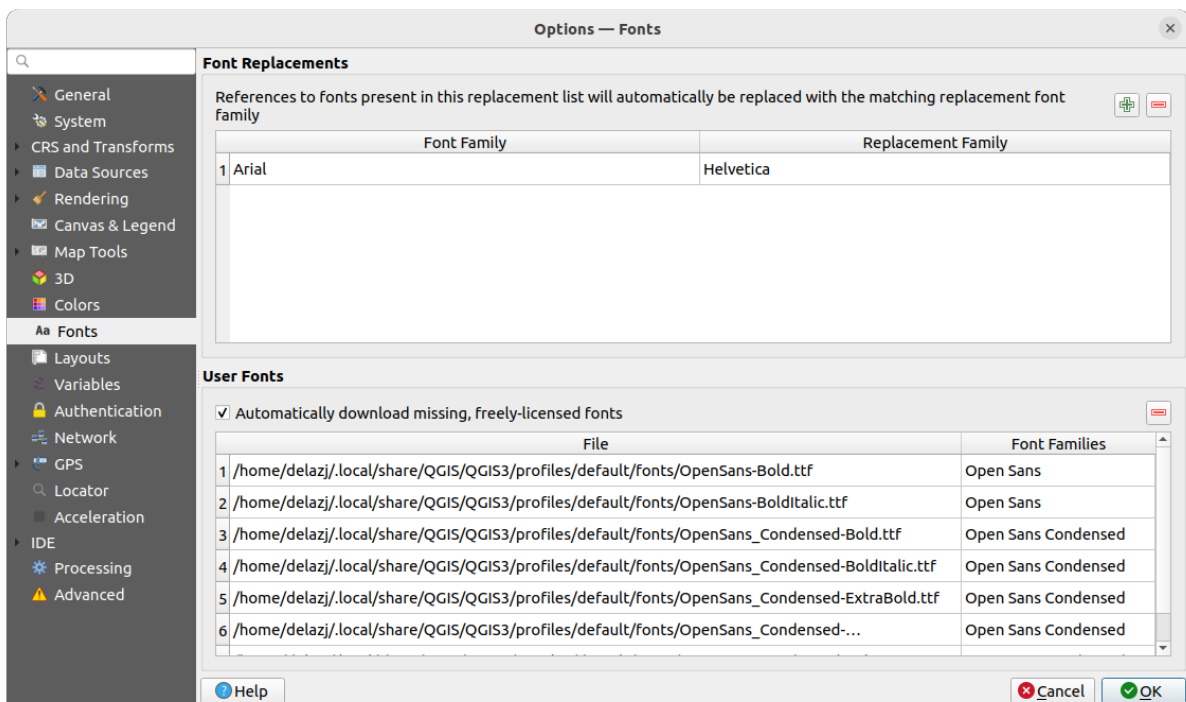 Options — Fonts
General
System
CRS and Transforms
Data Sources
Rendering
Canvas & Legend
Map Tools
3D
Colors
Aa Fonts
Layouts
Variables
Authentication
Network
GPS
Locator
Acceleration
IDE
Processing
Advanced
Font Replacements
References to fonts present in this replacement list will automatically be replaced with the matching replacement font
family
Font Family Replacement Family
1 Arial Helvetica
User Fonts
Automatically download missing, freely-licensed fonts
File Font Families
1 /home/delazj/.local/share/QGIS/QGIS3/profiles/default/fonts/OpenSans-Bold.ttf Open Sans
2 /home/delazj/.local/share/QGIS/QGIS3/profiles/default/fonts/OpenSans-BoldItalic.ttf Open Sans
3 /home/delazj/.local/share/QGIS/QGIS3/profiles/default/fonts/OpenSans_Condensed-Bold.ttf Open Sans Condensed
4 /home/delazj/.local/share/QGIS/QGIS3/profiles/default/fonts/OpenSans_Condensed-BoldItalic.ttf Open Sans Condensed
5 /home/delazj/.local/share/QGIS/QGIS3/profiles/default/fonts/OpenSans_Condensed-ExtraBold.ttf Open Sans Condensed
6 /home/delazj/.local/share/QGIS/QGIS3/profiles/default/fonts/OpenSans_Condensed-... Open Sans Condensed
Help Cancel OK